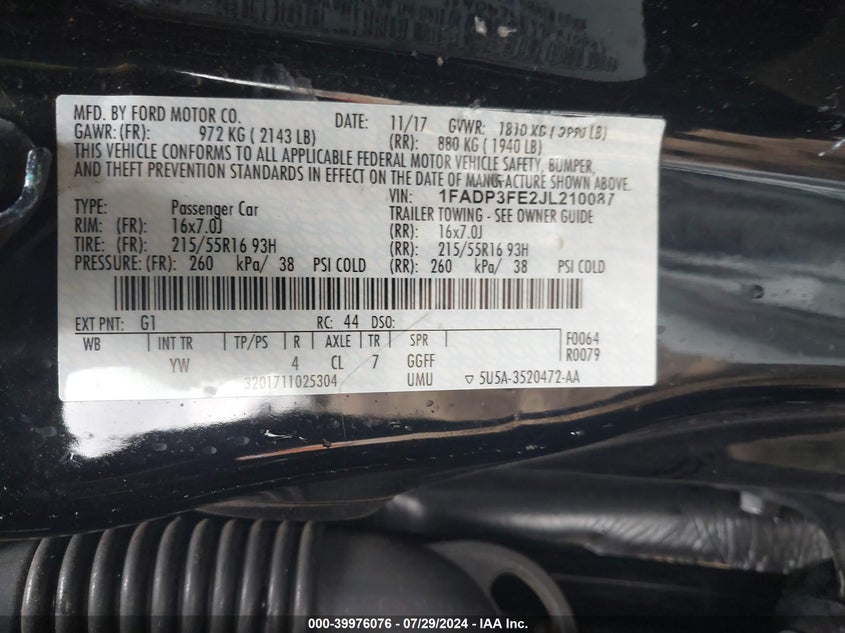 MFD. BY FORD MOTOR CO. DATE: 11/17 GVWR: 1810 KG ( 3990 LB)
GAWR: (FR): 972 KG ( 2143 LB) (RR): 880 KG ( 1940 LB)
THIS VEHICLE CONFORMS TO ALL APPLICABLE FEDERAL MOTOR VEHICLE SAFETY, BUMPER,
AND THEFT PREVENTION STANDARDS IN EFFECT ON THE DATE OF MANUFACTURE SHOWN ABOVE.
VIN: 1FADP3FE2JL210087
TYPE: Passenger Car TRAILER TOWING - SEE OWNER GUIDE
RIM: (FR): 16x7.0J (RR): 16x7.0J
TIRE: (FR): 215/55R16 93H (RR): 215/55R16 93H
PRESSURE: (FR): 260 kPa/ 38 PSI COLD (RR): 260 kPa/ 38 PSI COLD
EXT PNT: G1 RC: 44 DSO: F0064
WB INT TR TP/PS R AXLE TR SPR R0079
YW 4 CL 7 GGFF
3201711025304 UMU ▽ 5U5A-3520472-AA
000-39976076 | 07/29/2024 | IAA Inc.